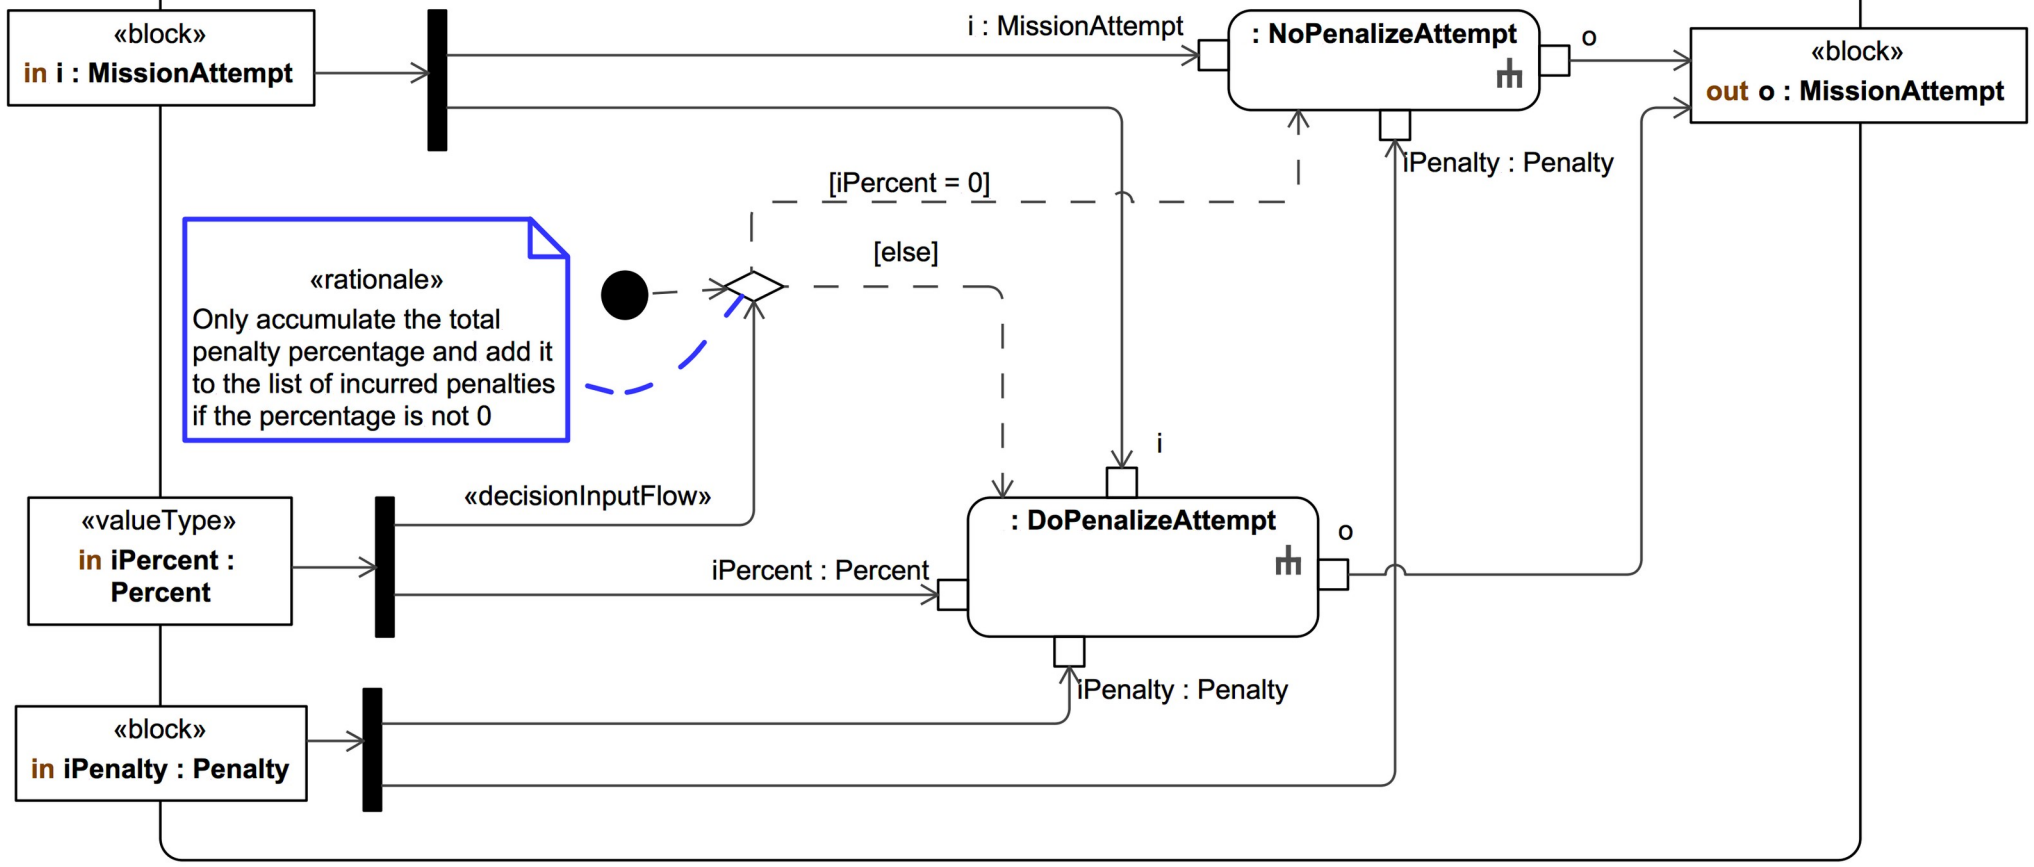 «block»
in i : MissionAttempt
i : MissionAttempt
: NoPenalizeAttempt
o
«block»
out o : MissionAttempt
iPenalty : Penalty
[iPercent = 0]
[else]
«rationale»
Only accumulate the total
penalty percentage and add it
to the list of incurred penalties
if the percentage is not 0
i
«decisionInputFlow»
«valueType»
in iPercent :
Percent
: DoPenalizeAttempt
o
iPercent : Percent
iPenalty : Penalty
«block»
in iPenalty : Penalty